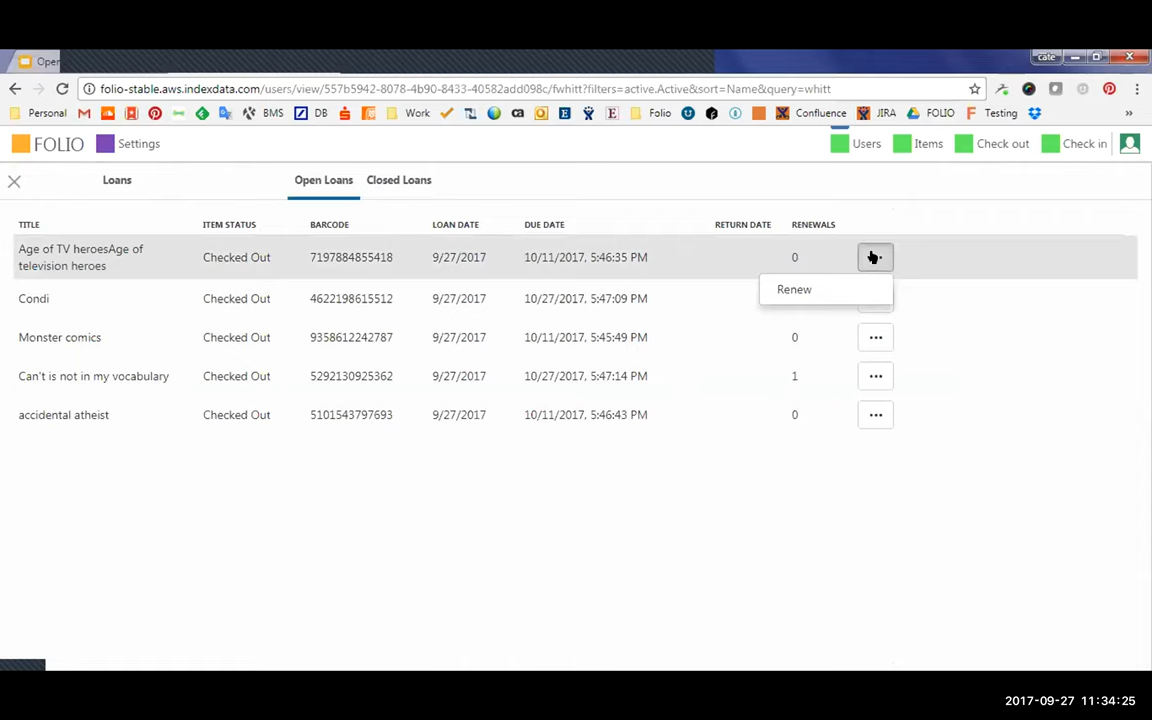 Open
cate
folio-stable.aws.indexdata.com/users/view/557b5942-8078-4b90-8433-40582add098c/fwhitt?filters=active.Active&sort=Name&query=whitt
Personal BMS DB Work Folio Confluence JIRA FOLIO Testing »
FOLIO Settings Users Items Check out Check in
Loans Open Loans Closed Loans
TITLE ITEM STATUS BARCODE LOAN DATE DUE DATE RETURN DATE RENEWALS
Age of TV heroesAge of
television heroes Checked Out 7197884855418 9/27/2017 10/11/2017, 5:46:35 PM 0
Renew
Condi Checked Out 4622198615512 9/27/2017 10/27/2017, 5:47:09 PM
Monster comics Checked Out 9358612242787 9/27/2017 10/11/2017, 5:45:49 PM 0
Can't is not in my vocabulary Checked Out 5292130925362 9/27/2017 10/27/2017, 5:47:14 PM 1
accidental atheist Checked Out 5101543797693 9/27/2017 10/11/2017, 5:46:43 PM 0
2017-09-27 11:34:25